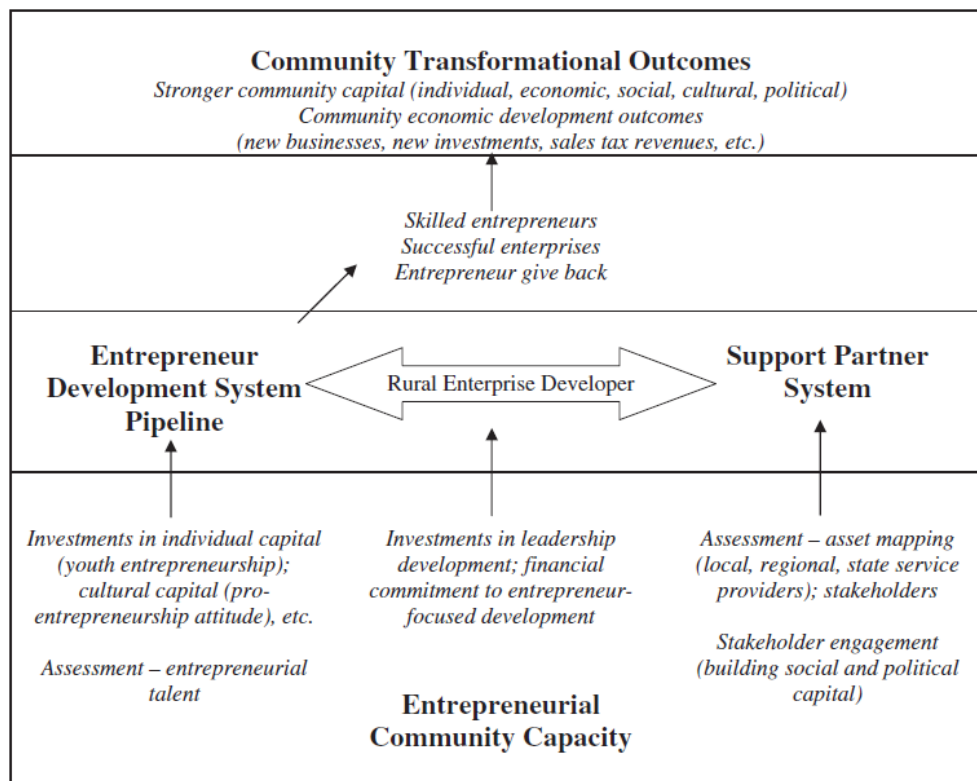 Community Transformational Outcomes
Stronger community capital (individual, economic, social, cultural, political)
Community economic development outcomes
(new businesses, new investments, sales tax revenues, etc.)
Skilled entrepreneurs
Successful enterprises
Entrepreneur give back
Entrepreneur
Development System
Pipeline
Rural Enterprise Developer
Support Partner
System
Investments in individual capital
(youth entrepreneurship);
cultural capital (pro-
entrepreneurship attitude), etc.
Assessment – entrepreneurial
talent
Investments in leadership
development; financial
commitment to entrepreneur-
focused development
Assessment – asset mapping
(local, regional, state service
providers); stakeholders
Stakeholder engagement
(building social and political
capital)
Entrepreneurial
Community Capacity